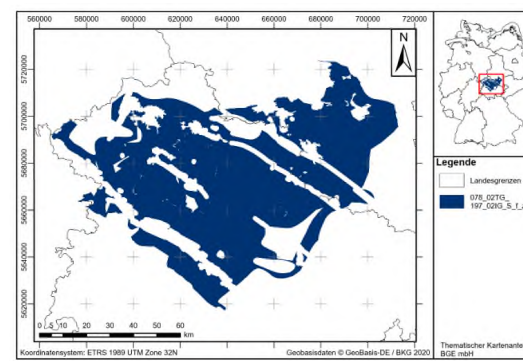 560000 580000 600000 620000 640000 660000 680000 700000 720000
5720000
5700000
5680000
5660000
5640000
5620000
N
0 5 10 20 30 40 50 60
km
Koordinatensystem: ETRS 1989 UTM Zone 32N
Geobasisdaten © GeoBasis-DE / BKG 2020
Legende
Landesgrenzen
078_02TG_
197_02IG_S_f_z
Thematischer Kartenante
BGE mbH